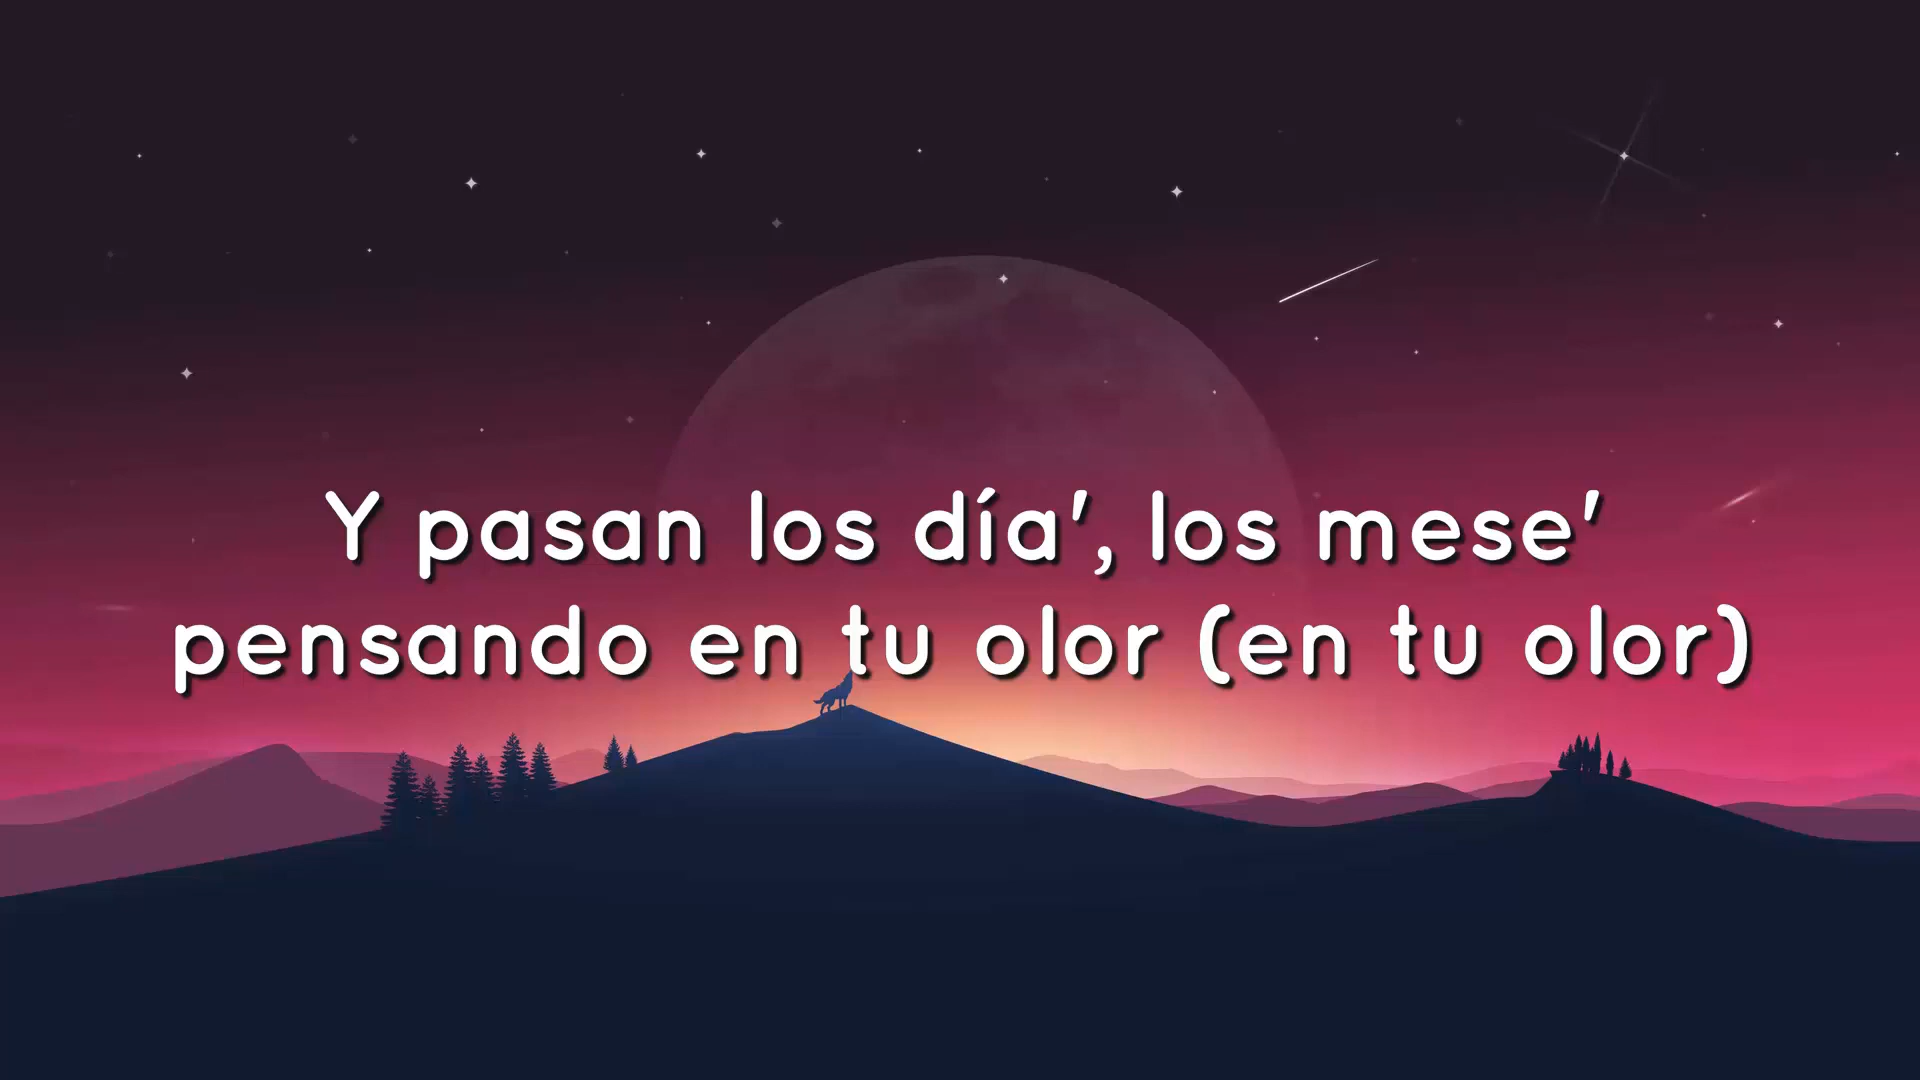 Y pasan los día', los mese'
pensando en tu olor (en tu olor)